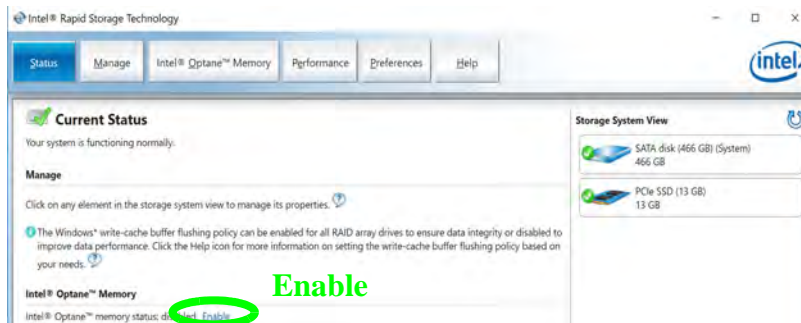 Intel® Rapid Storage Technology
Status Manage Intel® Optane™ Memory Performance Preferences Help
intel
Current Status
Your system is functioning normally.
Manage
Click on any element in the storage system view to manage its properties.
The Windows* write-cache buffer flushing policy can be enabled for all RAID array drives to ensure data integrity or disabled to
improve data performance. Click the Help icon for more information on setting the write-cache buffer flushing policy based on
your needs.
Intel® Optane™ Memory
Enable
Intel® Optane™ memory status: disabled. Enable
Storage System View
SATA disk (466 GB) (System)
466 GB
PCIe SSD (13 GB)
13 GB